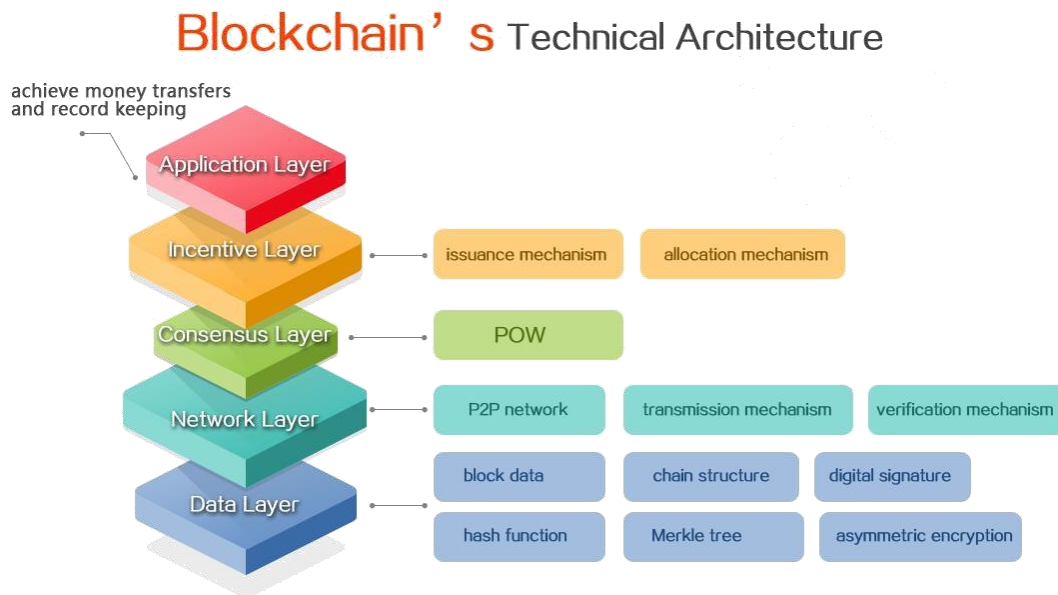 Blockchain’ s Technical Architecture
achieve money transfers
and record keeping
Application Layer
Incentive Layer
issuance mechanism
allocation mechanism
Consensus Layer
POW
Network Layer
P2P network
transmission mechanism
verification mechanism
Data Layer
block data
chain structure
digital signature
hash function
Merkle tree
asymmetric encryption